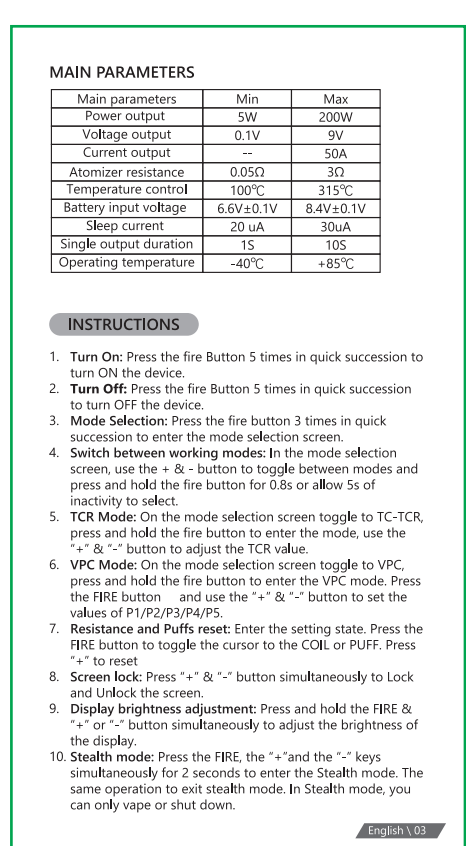 MAIN PARAMETERS
Main parameters Min Max
Power output 5W 200W
Voltage output 0.1V 9V
Current output -- 50A
Atomizer resistance 0.05Ω 3Ω
Temperature control 100℃ 315℃
Battery input voltage 6.6V±0.1V 8.4V±0.1V
Sleep current 20 uA 30uA
Single output duration 1S 10S
Operating temperature -40℃ +85℃
INSTRUCTIONS
1. Turn On: Press the fire Button 5 times in quick succession to
turn ON the device.
2. Turn Off: Press the fire Button 5 times in quick succession
to turn OFF the device.
3. Mode Selection: Press the fire button 3 times in quick
succession to enter the mode selection screen.
4. Switch between working modes: In the mode selection
screen, use the + & - button to toggle between modes and
press and hold the fire button for 0.8s or allow 5s of
inactivity to select.
5. TCR Mode: On the mode selection screen toggle to TC-TCR,
press and hold the fire button to enter the mode, use the
"+" & "-" button to adjust the TCR value.
6. VPC Mode: On the mode selection screen toggle to VPC,
press and hold the fire button to enter the VPC mode. Press
the FIRE button and use the "+" & "-" button to set the
values of P1/P2/P3/P4/P5.
7. Resistance and Puffs reset: Enter the setting state. Press the
FIRE button to toggle the cursor to the COIL or PUFF. Press
"+" to reset
8. Screen lock: Press "+" & "-" button simultaneously to Lock
and Unlock the screen.
9. Display brightness adjustment: Press and hold the FIRE &
"+" or "-" button simultaneously to adjust the brightness of
the display.
10. Stealth mode: Press the FIRE, the "+"and the "-" keys
simultaneously for 2 seconds to enter the Stealth mode. The
same operation to exit stealth mode. In Stealth mode, you
can only vape or shut down.
English \ 03